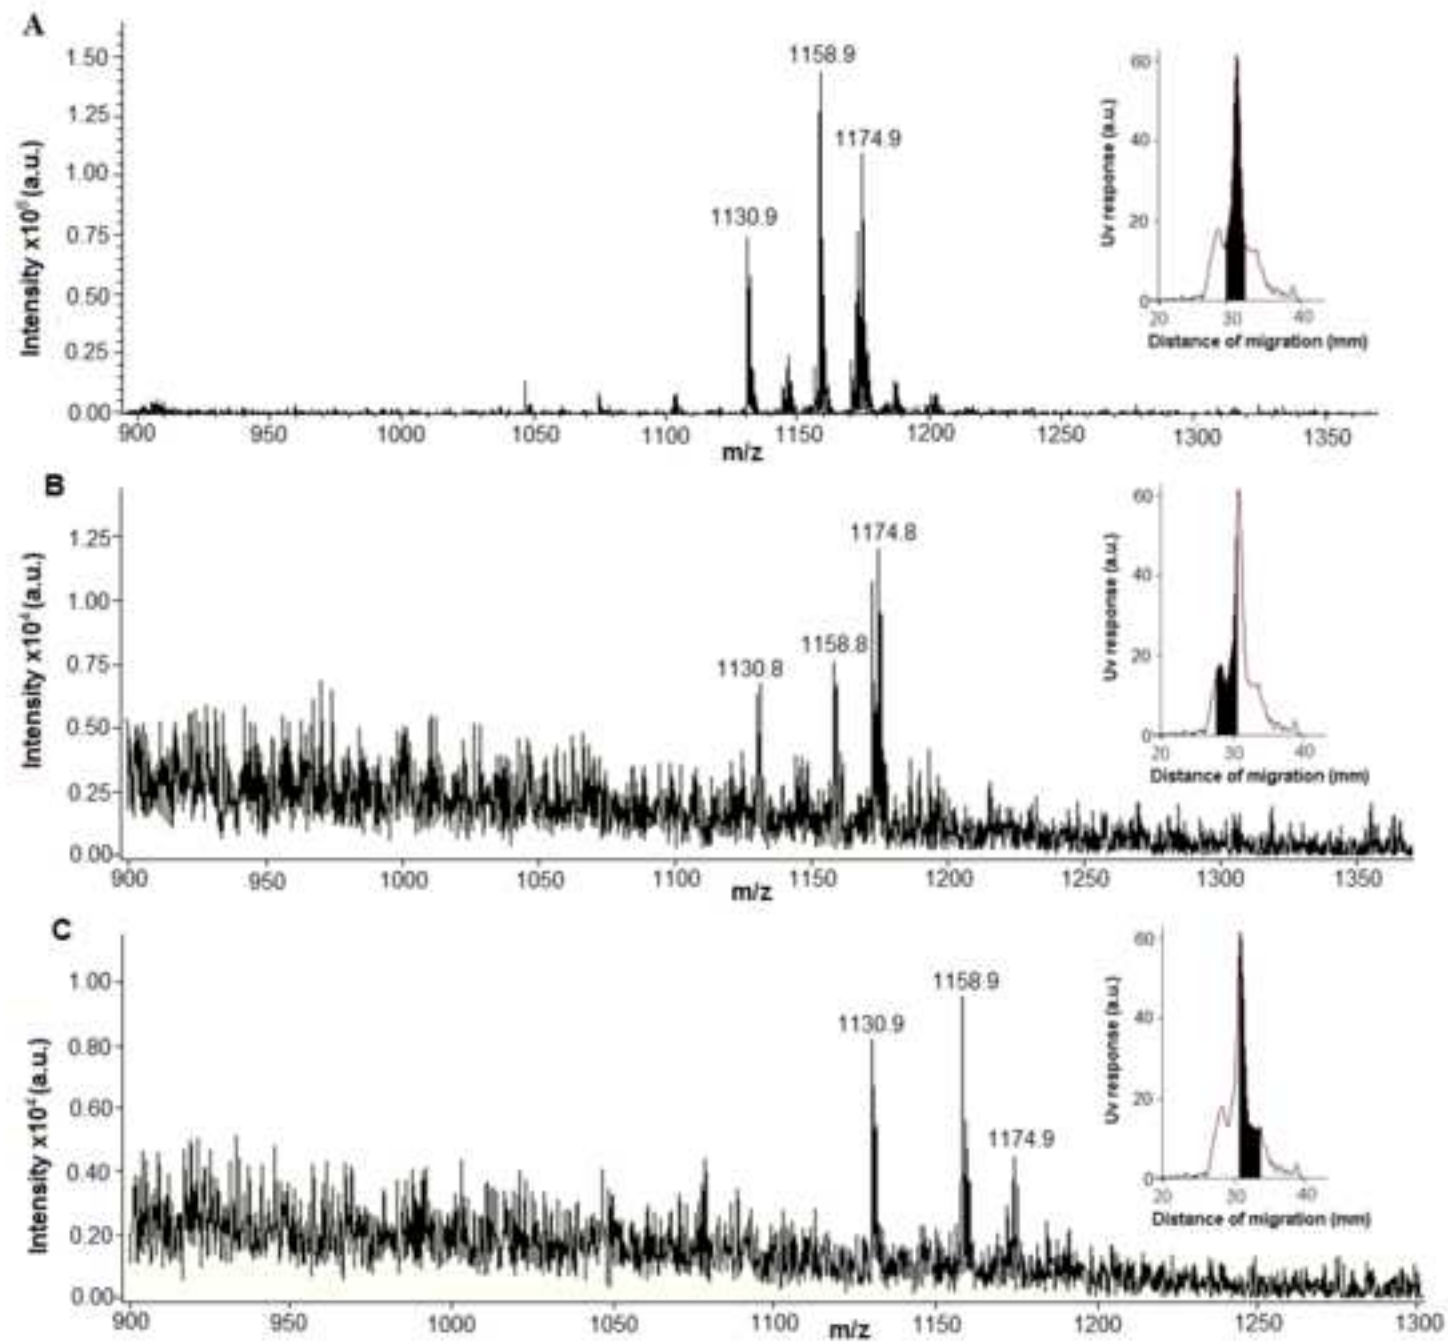 A
Intensity x10⁶ (a.u.)
1.50
1.25
1.00
0.75
0.50
0.25
0.00
1130.9
1158.9
1174.9
900 950 1000 1050 1100 1150 1200 1250 1300 1350
m/z
Uv response (a.u.)
60
40
20
0
20 30 40
Distance of migration (mm)
B
Intensity x10⁴ (a.u.)
1.25
1.00
0.75
0.50
0.25
0.00
1130.8
1158.8
1174.8
900 950 1000 1050 1100 1150 1200 1250 1300 1350
m/z
Uv response (a.u.)
60
40
20
0
20 30 40
Distance of migration (mm)
C
Intensity x10⁴ (a.u.)
1.00
0.80
0.60
0.40
0.20
0.00
1130.9
1158.9
1174.9
900 950 1000 1050 1100 1150 1200 1250 1300
m/z
Uv response (a.u.)
60
40
20
0
20 30 40
Distance of migration (mm)